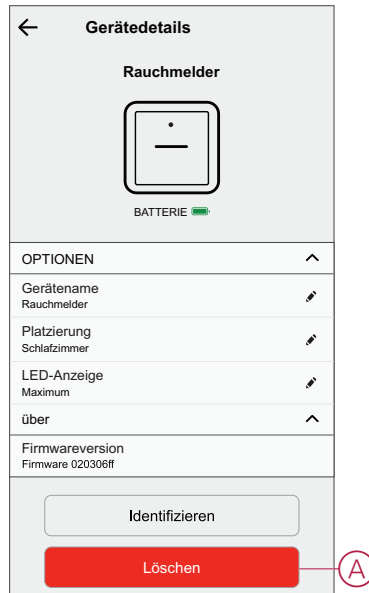 Gerätedetails
Rauchmelder
BATTERIE
OPTIONEN
Gerätename
Rauchmelder
Platzierung
Schlafzimmer
LED-Anzeige
Maximum
über
Firmwareversion
Firmware 020306ff
Identifizieren
Löschen
A